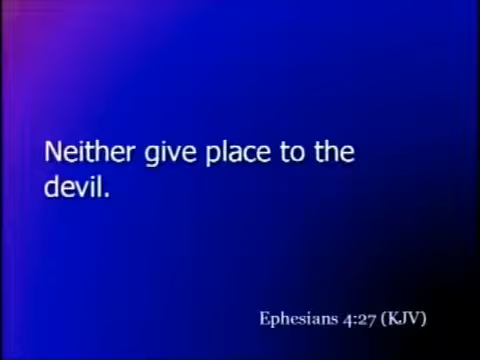 Neither give place to the
devil.
Ephesians 4:27 (KJV)